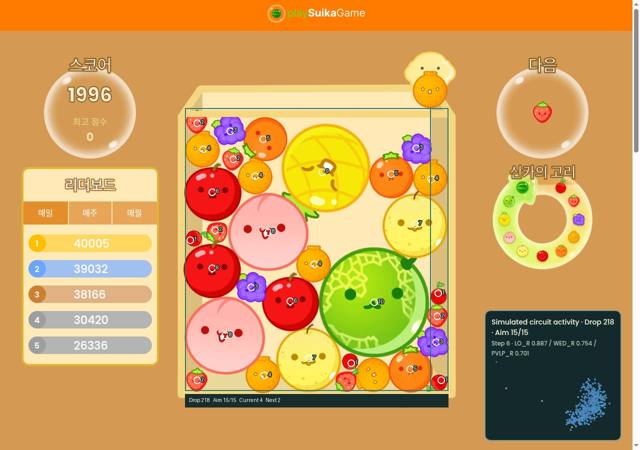 playSuikaGame
스코어
1996
최고 점수
0
리더보드
매일
매주
매월
1 40005
2 39032
3 38166
4 30420
5 26336
다음
진카의 고리
Simulated circuit activity · Drop 218
· Aim 15/15
Step 6 · LO_R 0.887 / WED_R 0.754 /
PVLP_R 0.701
Drop 218 Aim 15/15 Current 4 Next 2